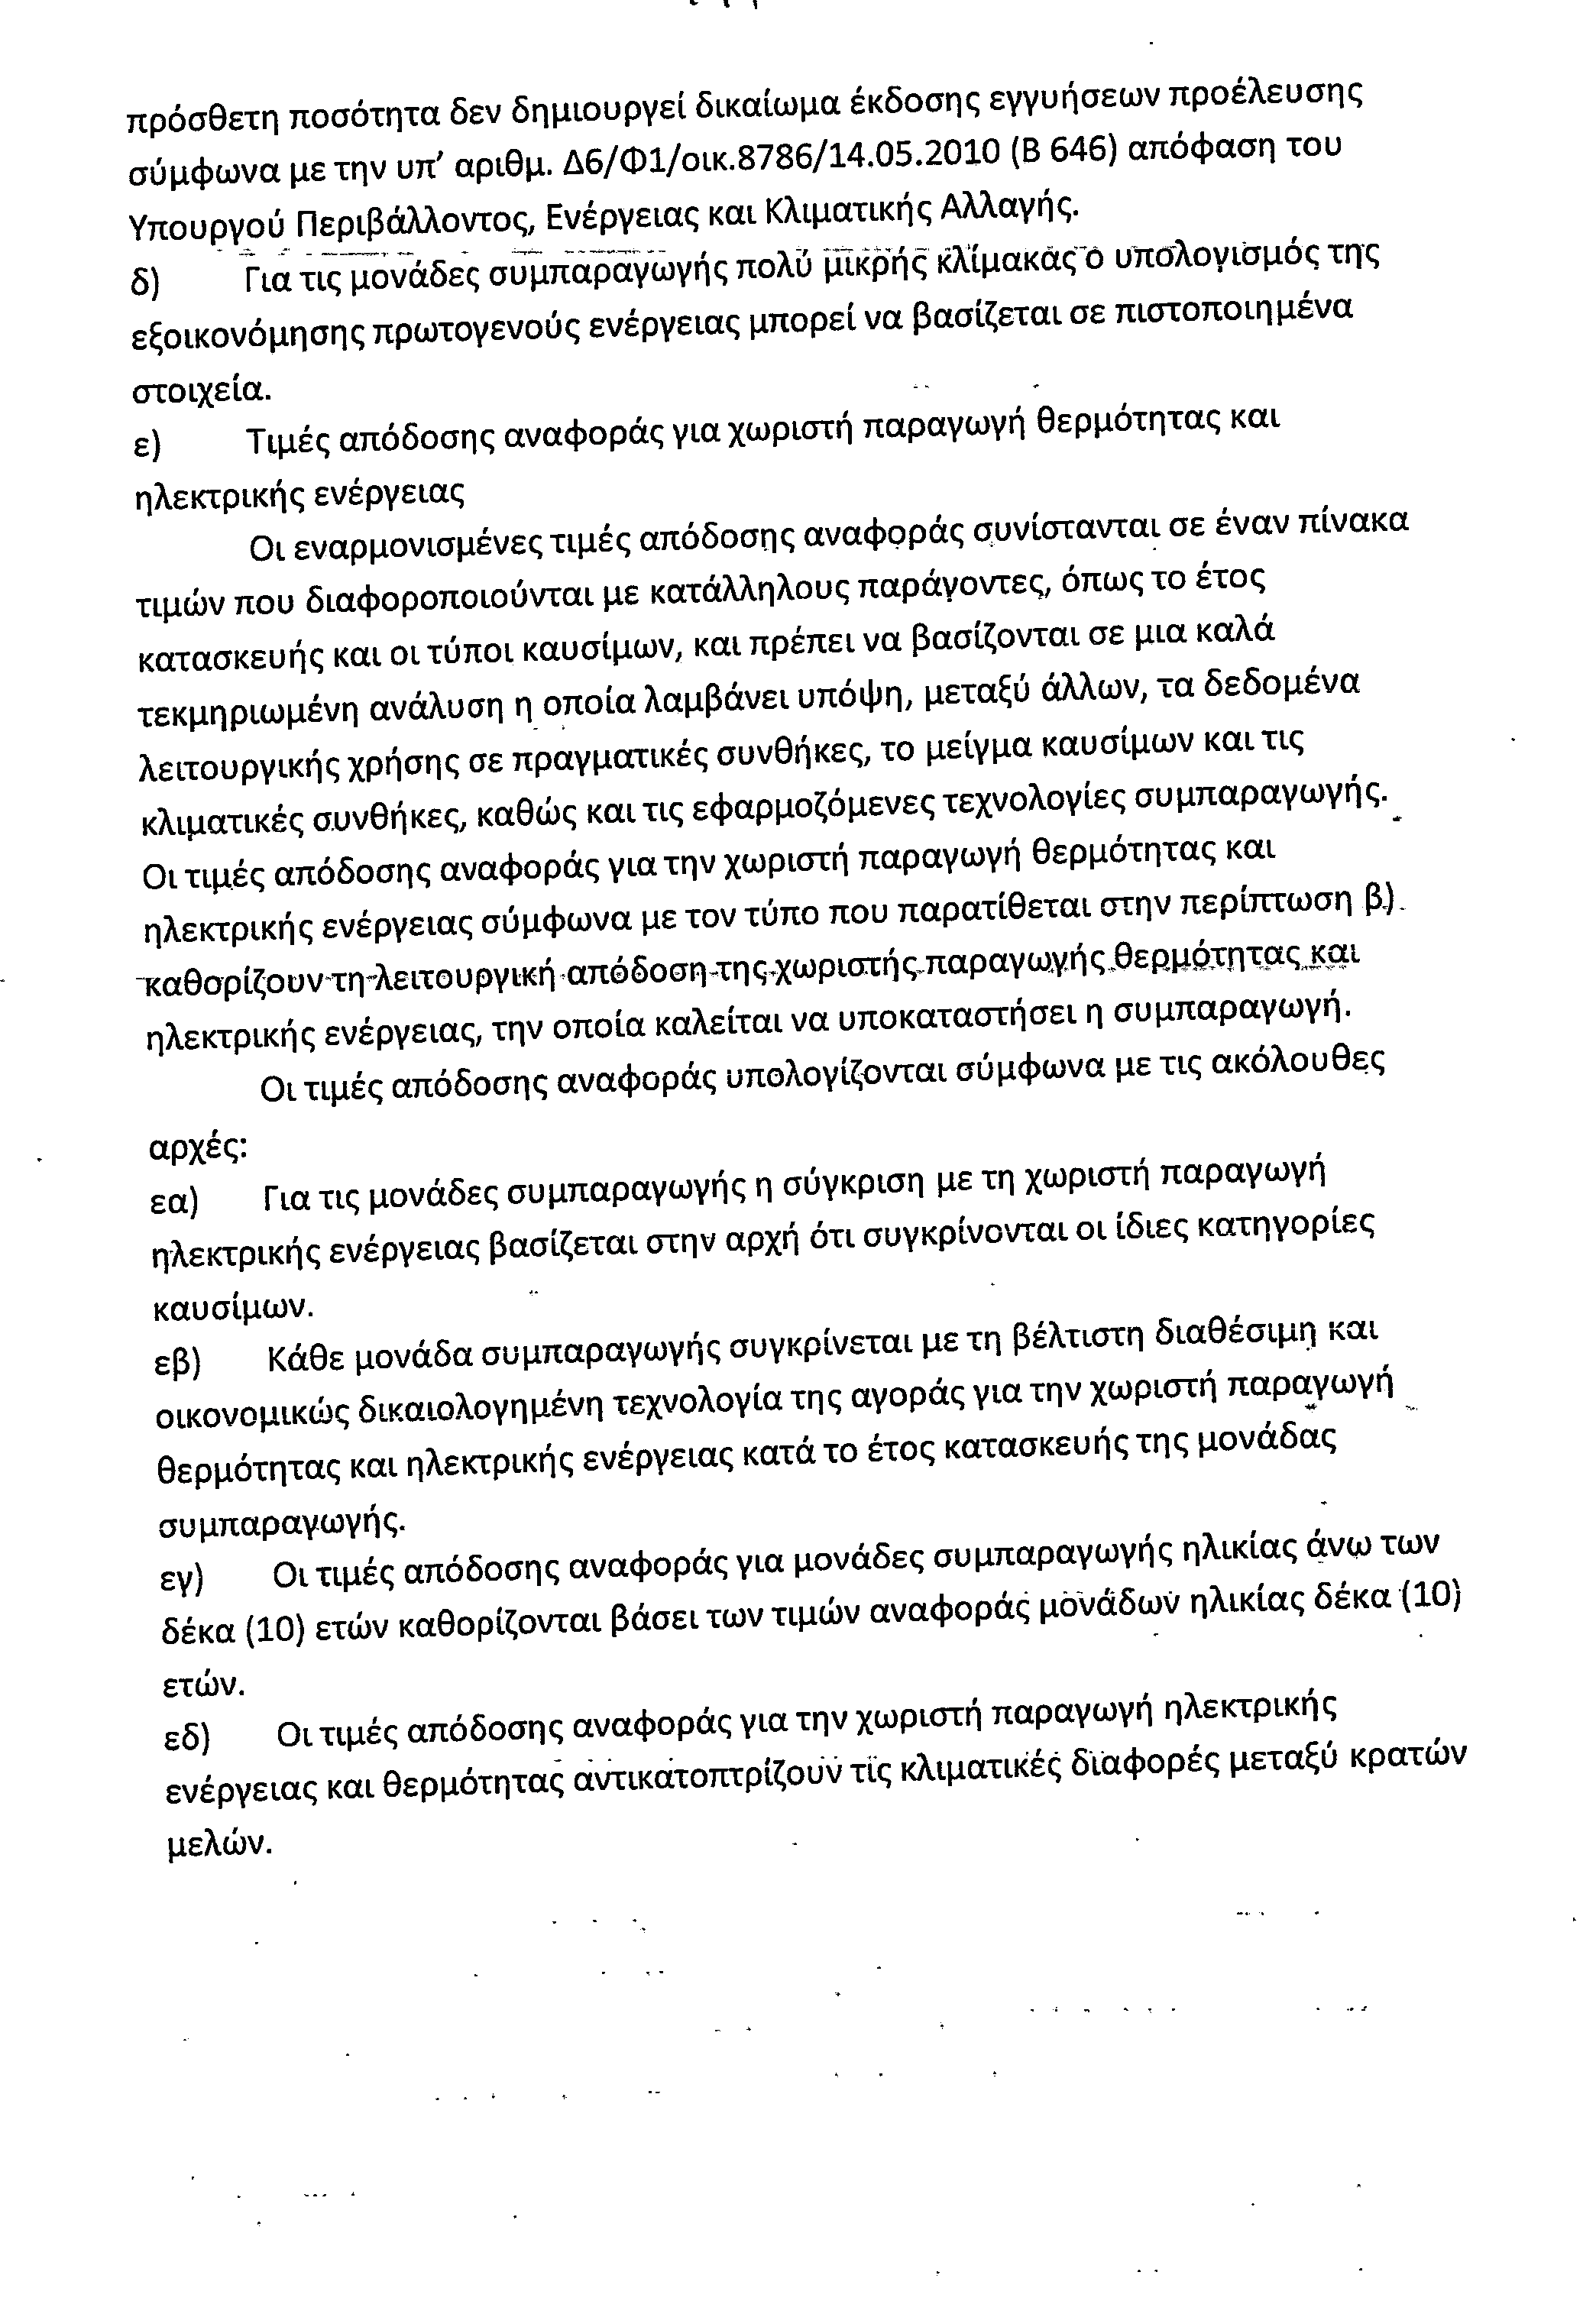 πρόσθετη ποσότητα δεν δημιουργεί δικαίωμα έκδοσης εγγυήσεων προέλευσης
σύμφωνα με την υπ’ αριθμ. Δ6/Φ1/οικ.8786/14.05.2010 (Β 646) απόφαση του
Υπουργού Περιβάλλοντος, Ενέργειας και Κλιματικής Αλλαγής.
δ) Για τις μονάδες συμπαραγωγής πολύ μικρής κλίμακας ο υπολογισμός της
εξοικονόμησης πρωτογενούς ενέργειας μπορεί να βασίζεται σε πιστοποιημένα
στοιχεία.
ε) Τιμές απόδοσης αναφοράς για χωριστή παραγωγή θερμότητας και
ηλεκτρικής ενέργειας
Οι εναρμονισμένες τιμές απόδοσης αναφοράς συνίστανται σε έναν πίνακα
τιμών που διαφοροποιούνται με κατάλληλους παράγοντες, όπως το έτος
κατασκευής και οι τύποι καυσίμων, και πρέπει να βασίζονται σε μια καλά
τεκμηριωμένη ανάλυση η οποία λαμβάνει υπόψη, μεταξύ άλλων, τα δεδομένα
λειτουργικής χρήσης σε πραγματικές συνθήκες, το μείγμα καυσίμων και τις
κλιματικές συνθήκες, καθώς και τις εφαρμοζόμενες τεχνολογίες συμπαραγωγής.
Οι τιμές απόδοσης αναφοράς για την χωριστή παραγωγή θερμότητας και
ηλεκτρικής ενέργειας σύμφωνα με τον τύπο που παρατίθεται στην περίπτωση β)
καθορίζουν τη λειτουργική απόδοση της χωριστής παραγωγής θερμότητας και
ηλεκτρικής ενέργειας, την οποία καλείται να υποκαταστήσει η συμπαραγωγή.
Οι τιμές απόδοσης αναφοράς υπολογίζονται σύμφωνα με τις ακόλουθες
αρχές:
εα) Για τις μονάδες συμπαραγωγής η σύγκριση με τη χωριστή παραγωγή
ηλεκτρικής ενέργειας βασίζεται στην αρχή ότι συγκρίνονται οι ίδιες κατηγορίες
καυσίμων.
εβ) Κάθε μονάδα συμπαραγωγής συγκρίνεται με τη βέλτιστη διαθέσιμη και
οικονομικώς δικαιολογημένη τεχνολογία της αγοράς για την χωριστή παραγωγή
θερμότητας και ηλεκτρικής ενέργειας κατά το έτος κατασκευής της μονάδας
συμπαραγωγής.
εγ) Οι τιμές απόδοσης αναφοράς για μονάδες συμπαραγωγής ηλικίας άνω των
δέκα (10) ετών καθορίζονται βάσει των τιμών αναφοράς μονάδων ηλικίας δέκα (10)
ετών.
εδ) Οι τιμές απόδοσης αναφοράς για την χωριστή παραγωγή ηλεκτρικής
ενέργειας και θερμότητας αντικατοπτρίζουν τις κλιματικές διαφορές μεταξύ κρατών
μελών.